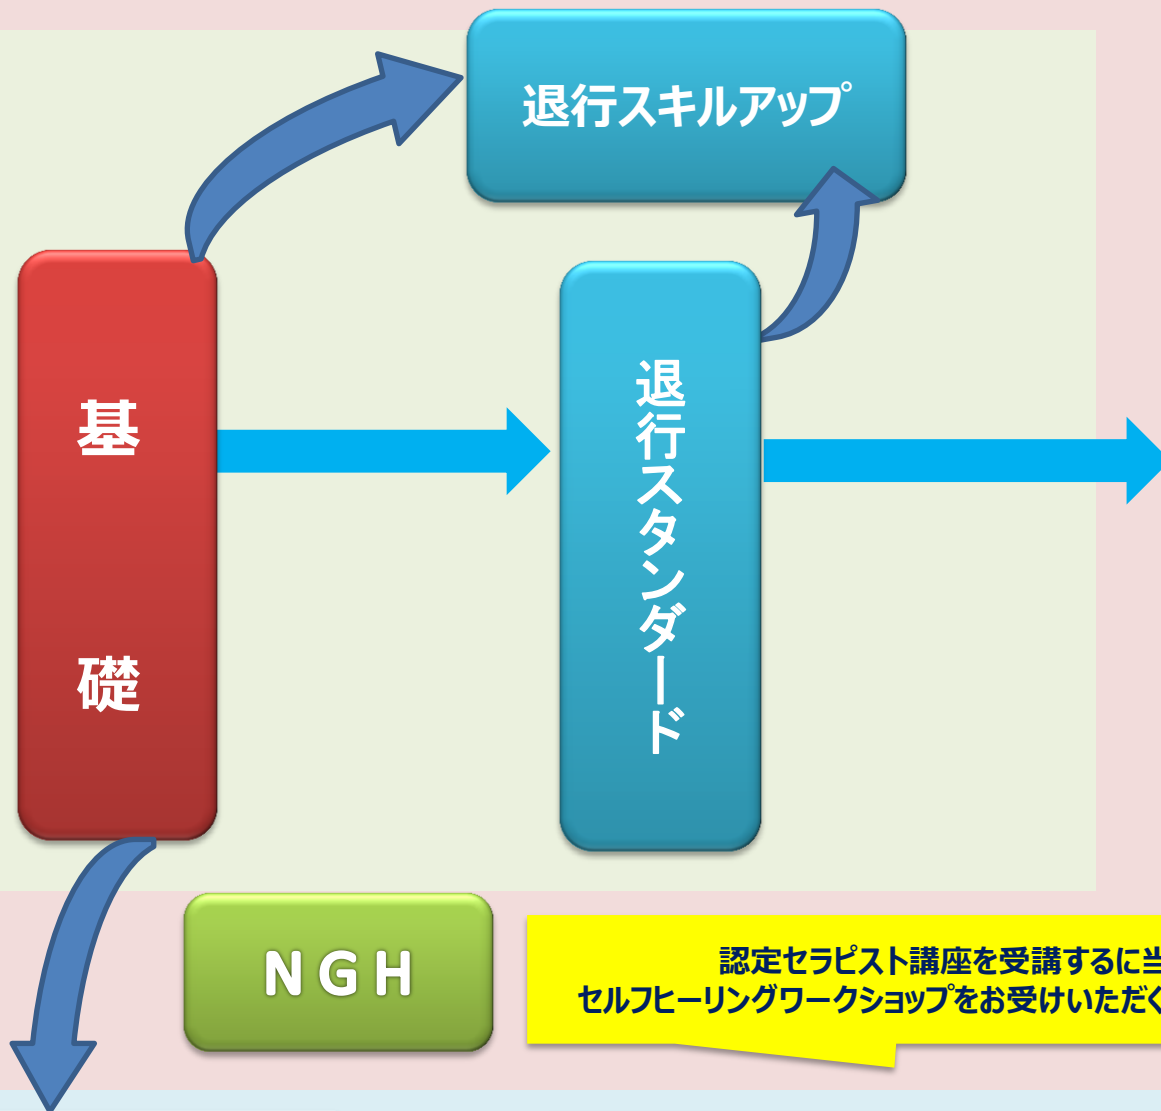 退行スキルアップ
基礎
退行スタンダード
NGH
認定セラピスト講座を受講するに当
セルフヒーリングワークショップをお受けいただく